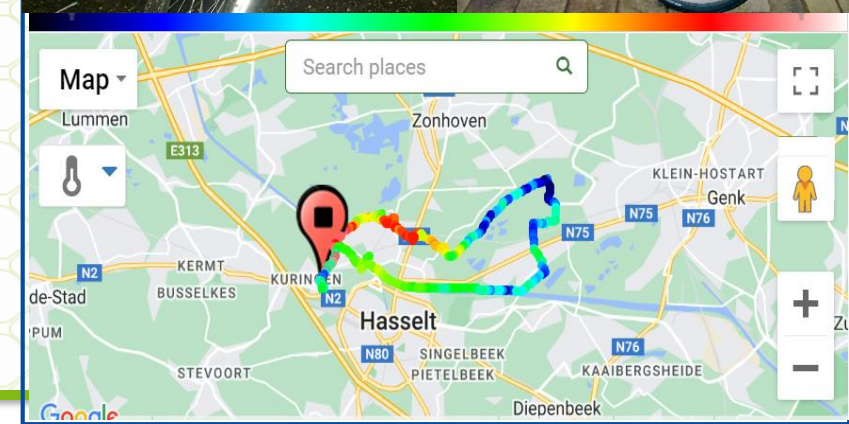 Map
Search places
Lummen
Zonhoven
E313
N
KLEIN-HOSTART
Genk
N75
N76
N75
KERMT
N2
KURINGEN
de-Stad
BUSSELKES
N2
Hasselt
PUM
N80
SINGELBEEK
N76
STEVOORT
PIETELBEEK
KAAIBERGSHEIDE
Diepenbeek
Google